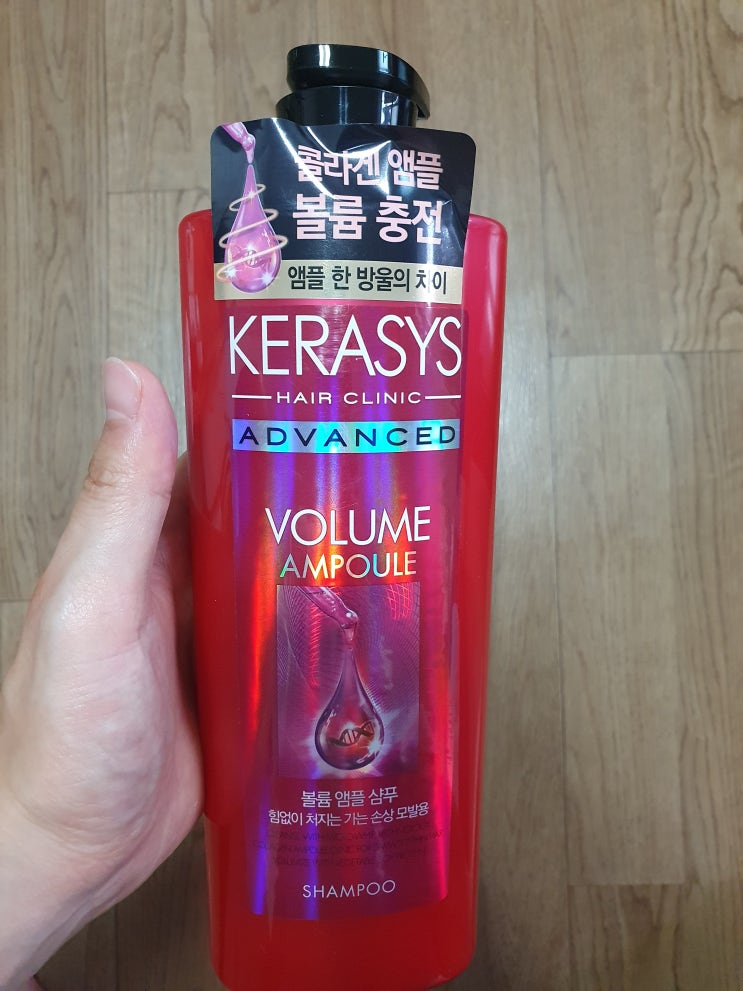 콜라겐 앰플
볼륨 충전
앰플 한 방울의 차이
KERASYS
HAIR CLINIC
ADVANCED
VOLUME
AMPOULE
볼륨 앰플 샴푸
힘없이 처지는 가는 손상 모발용
SHAMPOO